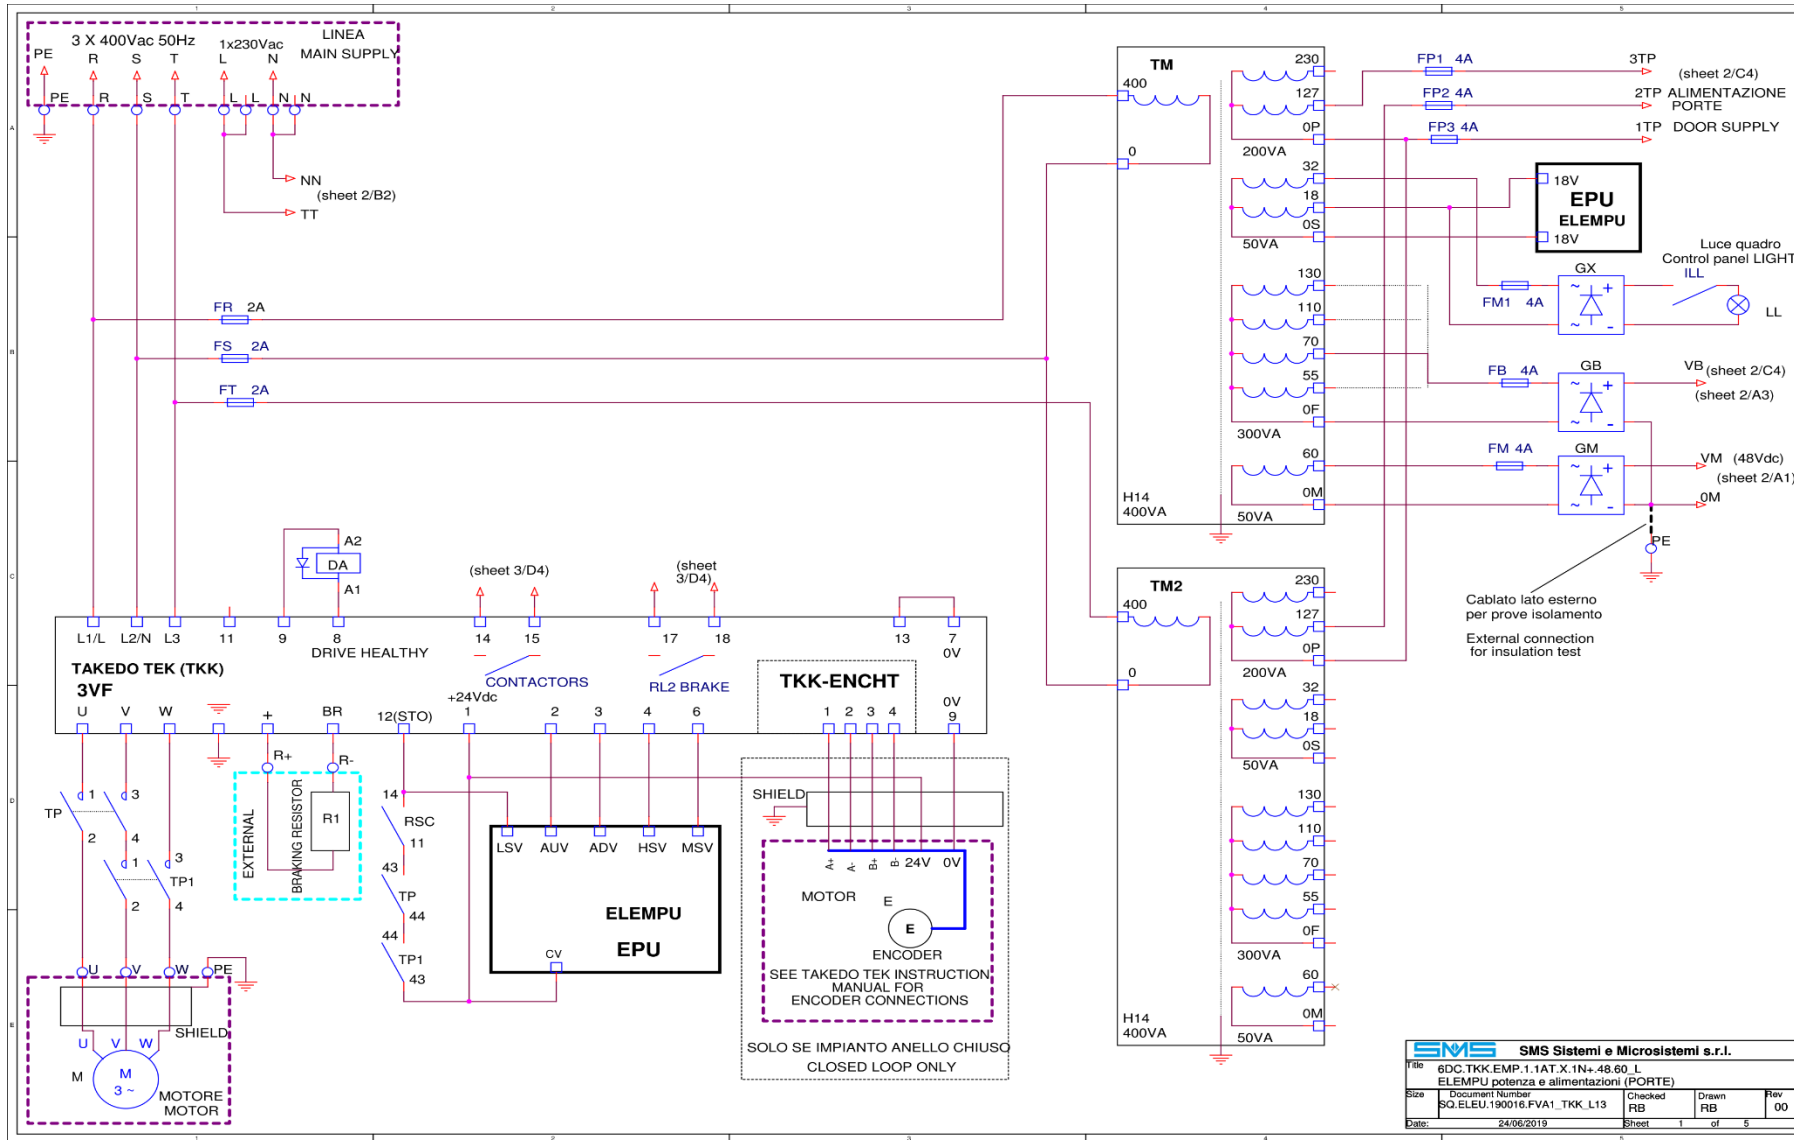 1 2 3 4 5
LINEA
MAIN SUPPLY
3 X 400Vac 50Hz
1x230Vac
PE R S T L N
PE R S T L L N N
NN
(sheet 2/B2)
TT
A
B
C
D
E
FR 2A
FS 2A
FT 2A
TM
400
0
230
127
0P
200VA
32
18
0S
50VA
130
110
70
55
0F
300VA
60
0M
50VA
H14
400VA
FP1 4A
3TP
(sheet 2/C4)
FP2 4A
2TP ALIMENTAZIONE
PORTE
FP3 4A
1TP DOOR SUPPLY
18V
EPU
ELEMPU
18V
Luce quadro
Control panel LIGHT
ILL
GX
FM1 4A
~ +
~ -
LL
GB
FB 4A
~ +
~ -
VB (sheet 2/C4)
(sheet 2/A3)
GM
FM 4A
~ +
~ -
VM (48Vdc)
(sheet 2/A1)
0M
PE
Cablato lato esterno
per prove isolamento
External connection
for insulation test
TM2
400
0
230
127
0P
200VA
32
18
0S
50VA
130
110
70
55
0F
300VA
60
0M
50VA
H14
400VA
A2
DA
A1
(sheet 3/D4)
(sheet
3/D4)
L1/L L2/N L3 11 9 8 14 15 17 18 13 7
DRIVE HEALTHY
0V
TAKEDO TEK (TKK)
3VF
CONTACTORS
RL2 BRAKE
TKK-ENCHT
+24Vdc
0V
U V W + BR 12(STO) 1 2 3 4 6 1 2 3 4 9
R+ R-
EXTERNAL
BRAKING RESISTOR
R1
TP 1 3
2 4
1 3
TP1
2 4
14
RSC
11
43
TP
44
44
TP1
43
LSV AUV ADV HSV MSV
ELEMPU
EPU
CV
SHIELD
A+ A- B+ B- 24V 0V
MOTOR
E
E
ENCODER
SEE TAKEDO TEK INSTRUCTION
MANUAL FOR
ENCODER CONNECTIONS
SOLO SE IMPIANTO ANELLO CHIUSO
CLOSED LOOP ONLY
U V W PE
SHIELD
U V W
M
M
3 ~
MOTORE
MOTOR
SMS SMS Sistemi e Microsistemi s.r.l.
Title
6DC.TKK.EMP.1.1AT.X.1N+.48.60_L
ELEMPU potenza e alimentazioni (PORTE)
Size Document Number Checked Drawn Rev
SQ.ELEU.190016.FVA1_TKK_L13 RB RB 00
Date: 24/06/2019 Sheet 1 of 5
1 2 3 4 5